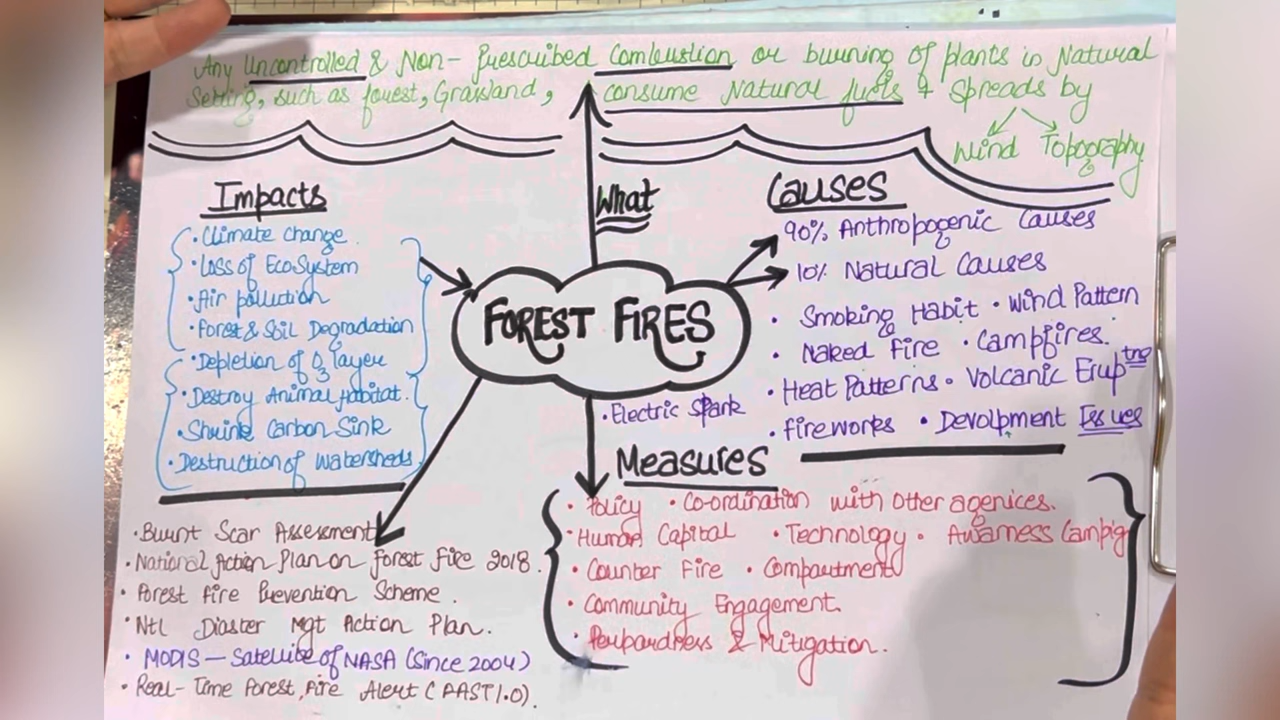 Any Uncontrolled & Non-Prescribed Combustion or burning of plants in Natural
Setting, such as forest, Grassland, consume Natural fuels & Spreads by
Wind Topography
What
Impacts
• Climate change
• Loss of EcoSystem
• Air pollution
• Forest & Soil Degradation
• Depletion of O3 layer
• Destroy Animal Habitat.
• Shrink Carbon Sink
• Destruction of Watersheds
FOREST FIRES
Causes
90% Anthropogenic Causes
10% Natural Causes
• Smoking Habit • Wind Pattern
• Naked Fire • Campfires.
• Heat Patterns • Volcanic Erup tng
• Electric Spark
• fireworks • Devolpment Issues
Measures
• Policy • Co-ordination with other agenices.
• Human Capital • Technology • Awarness Campig
• Counter Fire • Compartment
• Community Engagement.
• Perpardness & Mitigation.
• Burnt Scar Assesement
• National Action Plan on Forest Fire 2018.
• Forest Fire Prevention Scheme.
• Ntl Diaster Mgt Action Plan.
• MODIS – Satellite of NASA (Since 2004)
• Real-Time Forest Fire Alert ( 1.0).